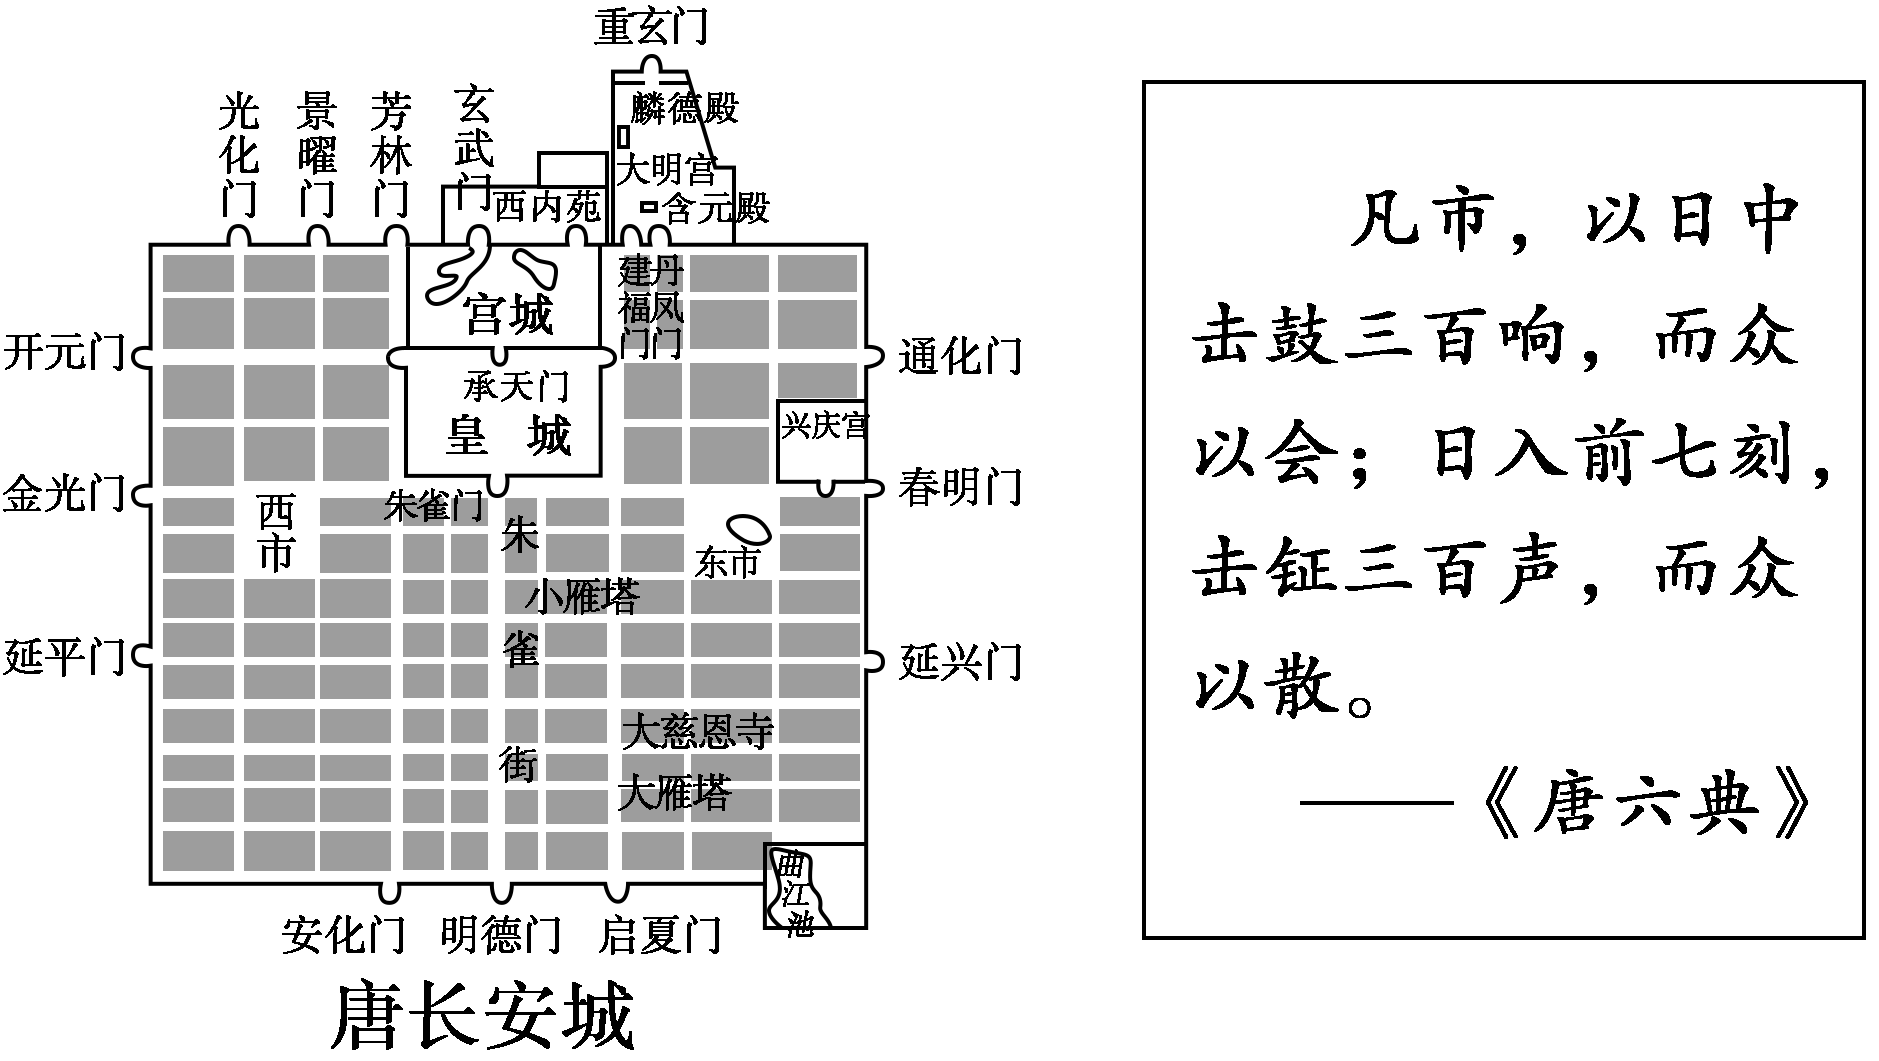 重玄门
光化门
景曜门
芳林门
玄武门
麟德殿
大明宫
西内苑
含元殿
建福门
丹凤门
宫城
开元门
通化门
承天门
皇 城
兴庆宫
金光门
春明门
西市
朱雀门
朱雀街
东市
小雁塔
延平门
延兴门
大慈恩寺
大雁塔
曲江池
安化门
明德门
启夏门
唐长安城
凡市，以日中
击鼓三百响，而众
以会；日入前七刻，
击钲三百声，而众
以散。
——《唐六典》